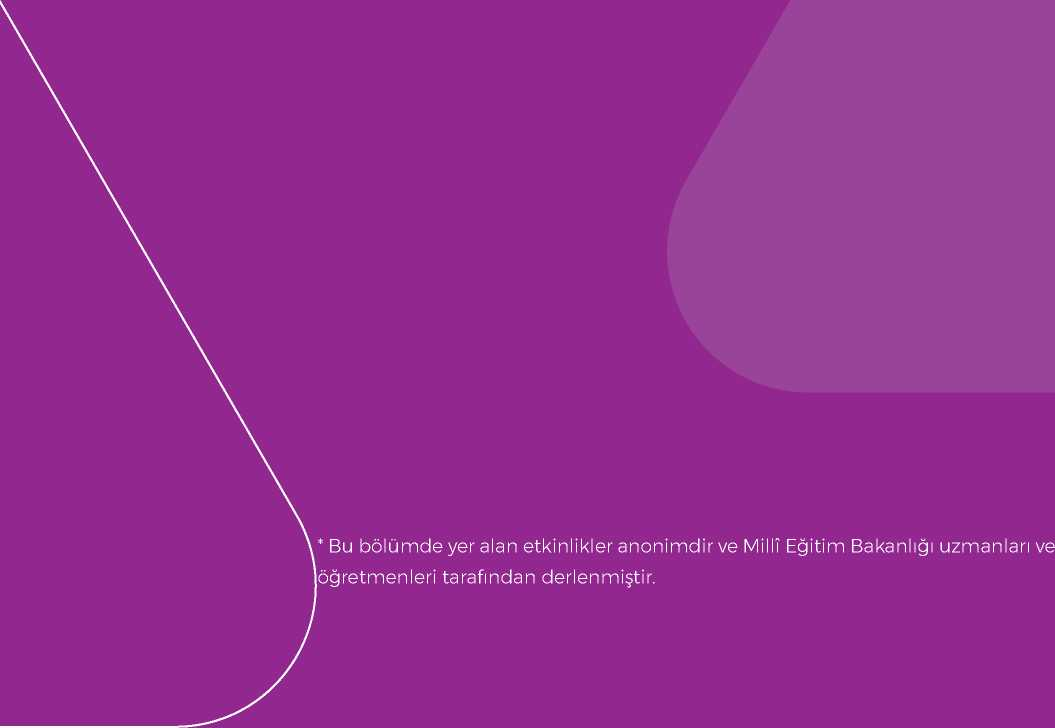 * Bu bölümde yer alan etkinlikler anonimdir ve Millî Eğitim Bakanlığı uzmanları ve
öğretmenleri tarafından derlenmiştir.